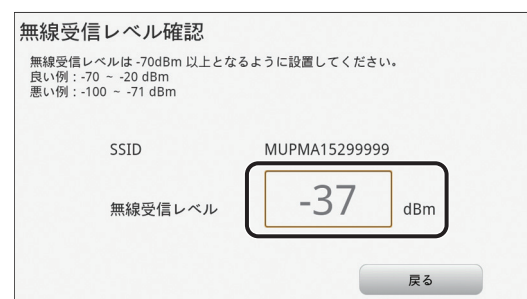 無線受信レベル確認
無線受信レベルは -70dBm 以上となるように設置してください。
良い例 : -70 ~ -20 dBm
悪い例 : -100 ~ -71 dBm
SSID MUPMA15299999
無線受信レベル -37 dBm
戻る